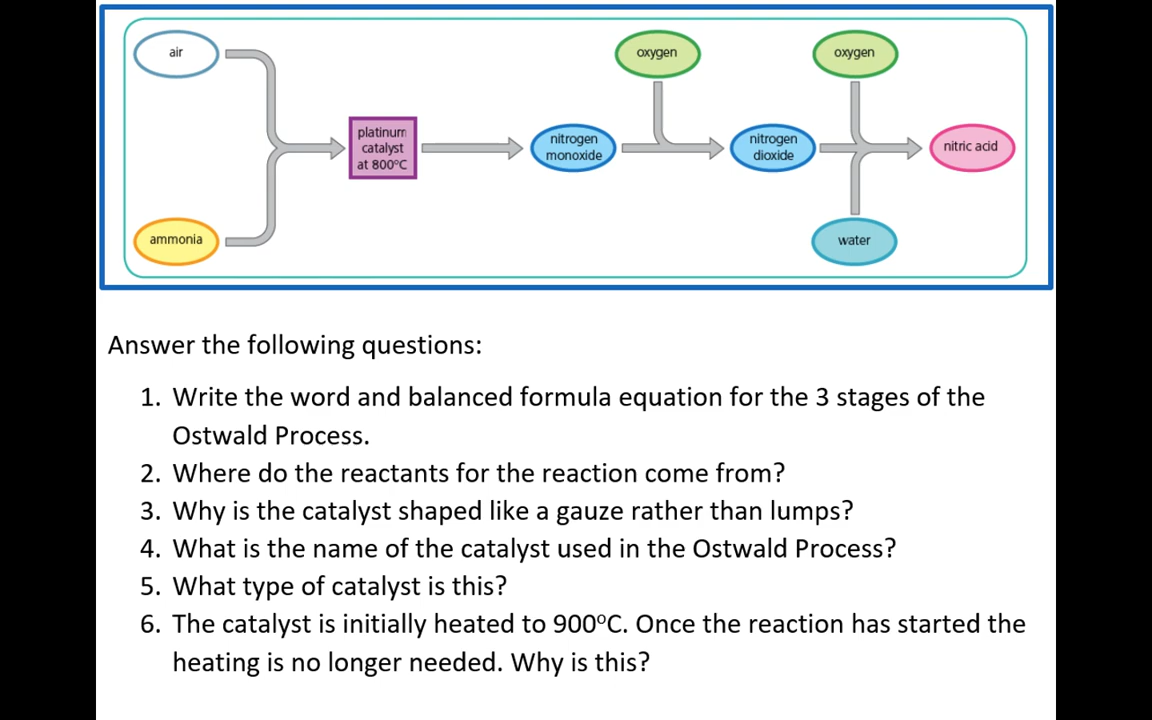 air
oxygen
oxygen
platinum
catalyst
at 800°C
nitrogen
monoxide
nitrogen
dioxide
nitric acid
ammonia
water
Answer the following questions:
1. Write the word and balanced formula equation for the 3 stages of the
Ostwald Process.
2. Where do the reactants for the reaction come from?
3. Why is the catalyst shaped like a gauze rather than lumps?
4. What is the name of the catalyst used in the Ostwald Process?
5. What type of catalyst is this?
6. The catalyst is initially heated to 900°C. Once the reaction has started the
heating is no longer needed. Why is this?